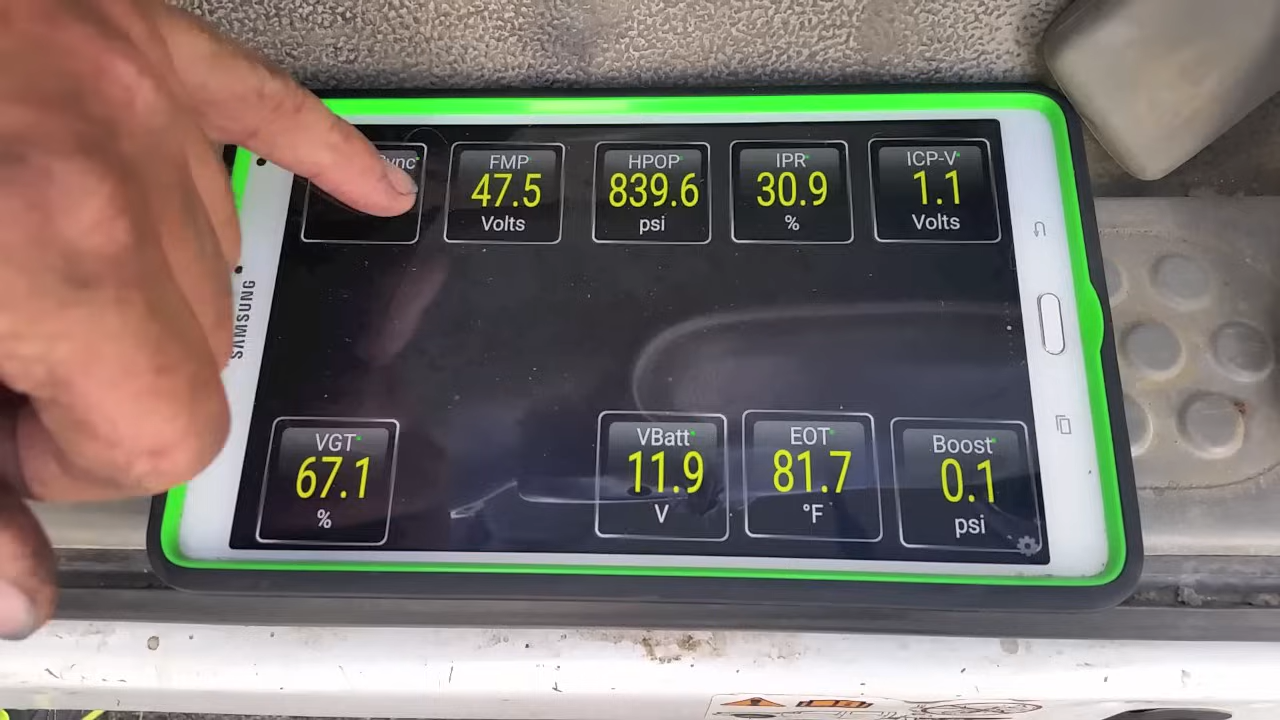 FMP
47.5
Volts
HPOP
839.6
psi
IPR
30.9
%
ICP-V
1.1
Volts
SAMSUNG
VGT
67.1
%
VBatt
11.9
V
EOT
81.7
°F
Boost
0.1
psi